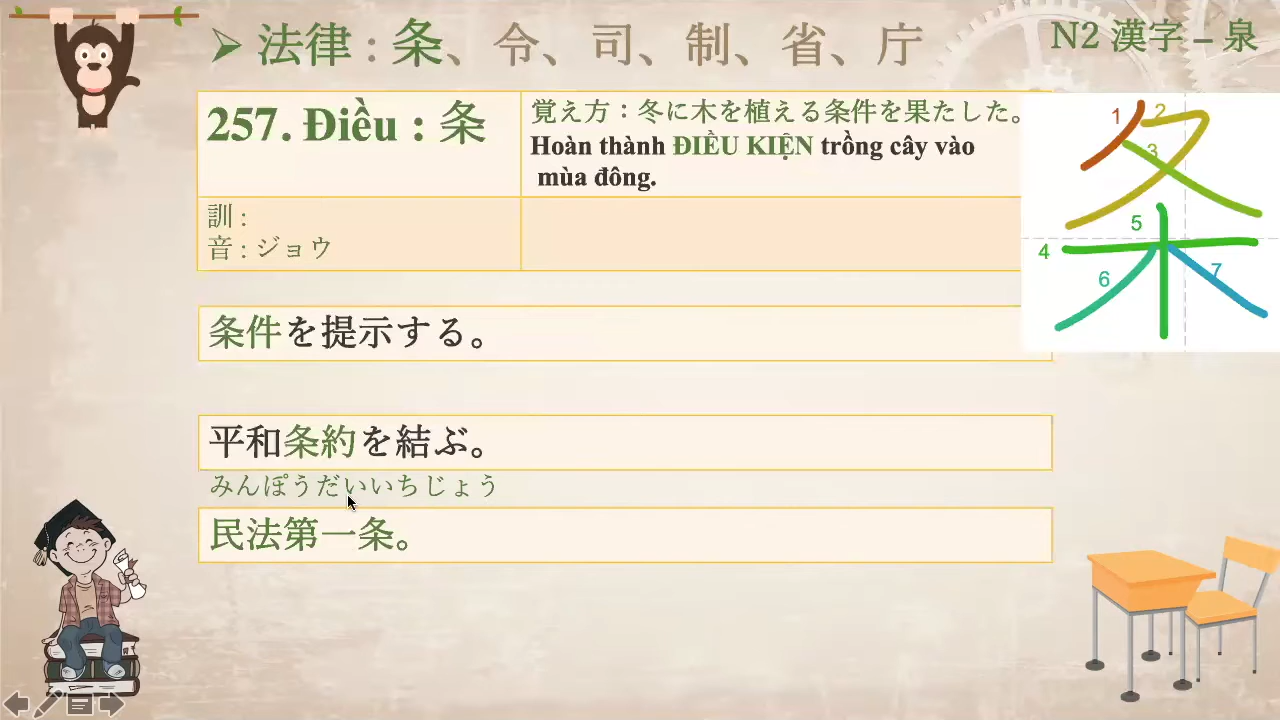 ➢ 法律 : 条、令、司、制、省、庁
N2 漢字 – 泉
257. Điều : 条
覚え方：冬に木を植える条件を果たした。
Hoàn thành ĐIỀU KIỆN trồng cây vào
mùa đông.
訓 :
音 : ジョウ
1
2
3
4
5
6
7
条件を提示する。
平和条約を結ぶ。
みんぽうだいいちじょう
民法第一条。